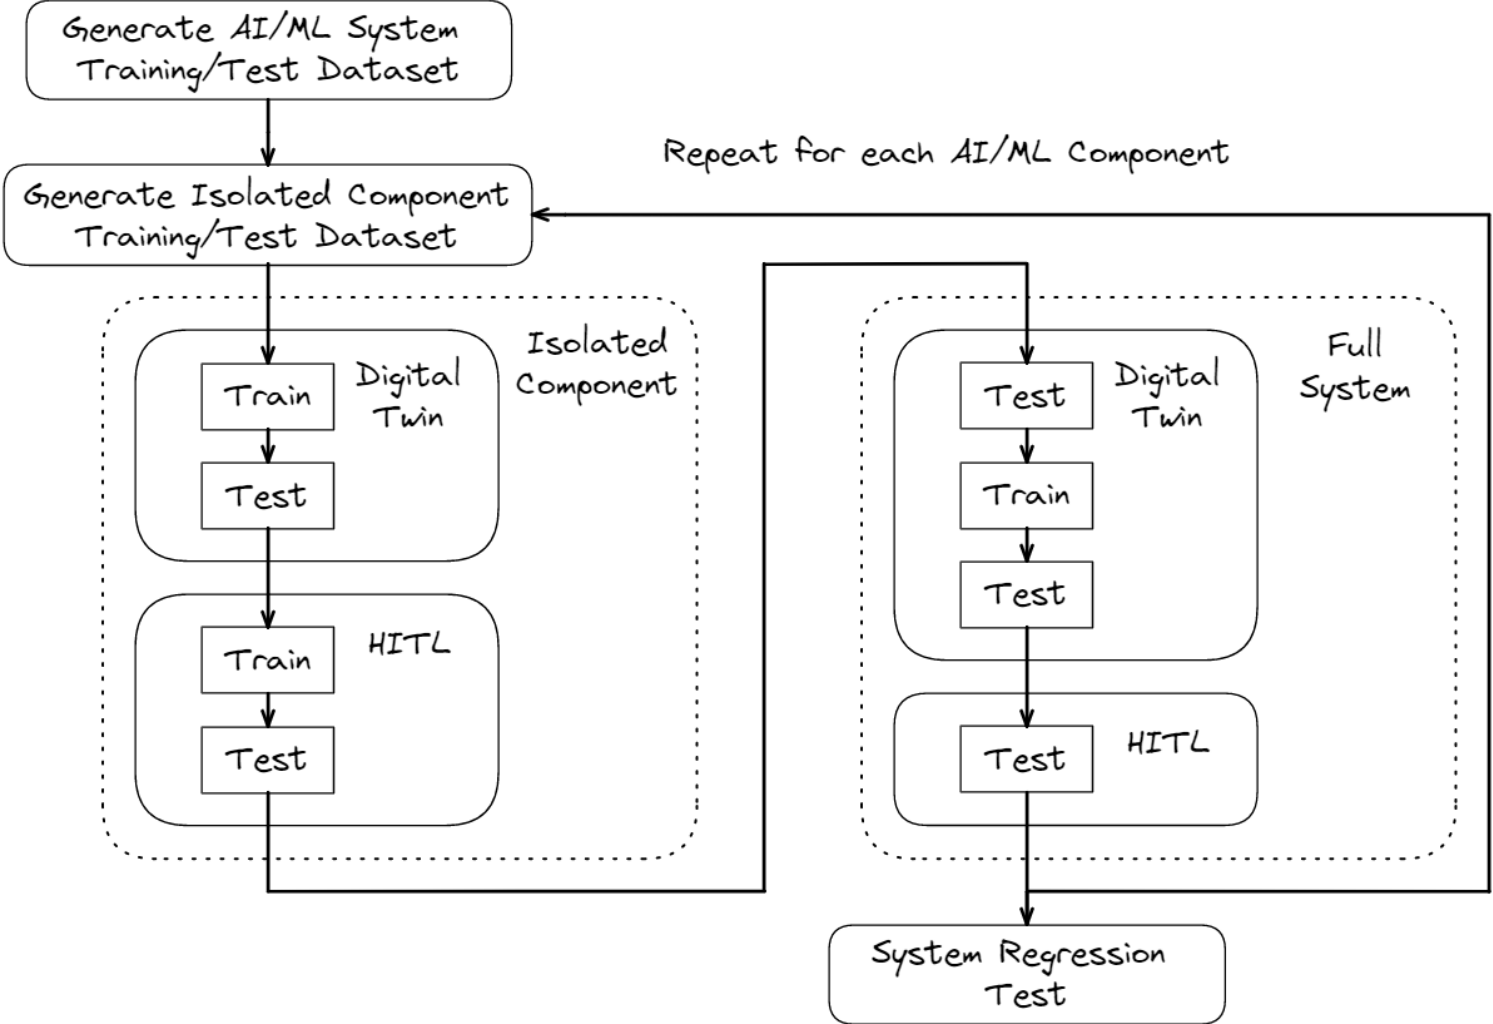 Generate AI/ML System
Training/Test Dataset
Repeat for each AI/ML Component
Generate Isolated Component
Training/Test Dataset
Isolated
Component
Digital
Twin
Train
Test
HITL
Train
Test
Full
System
Digital
Twin
Test
Train
Test
HITL
Test
System Regression
Test